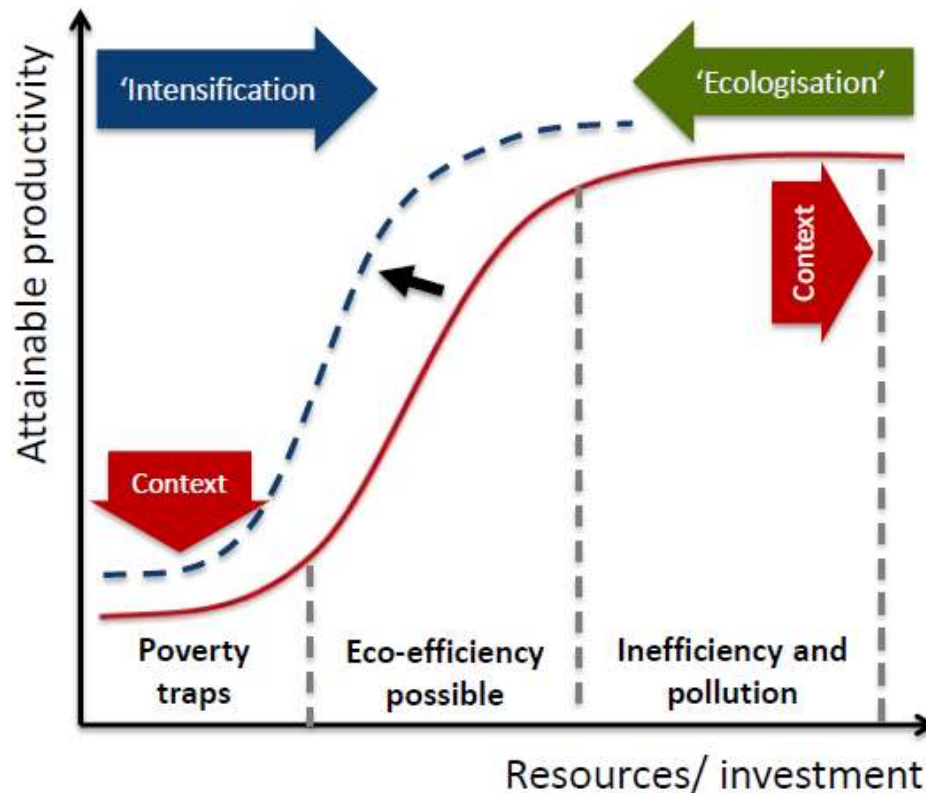 Attainable productivity
‘Intensification
‘Ecologisation’
Context
Context
Poverty
traps
Eco-efficiency
possible
Inefficiency and
pollution
Resources/ investment